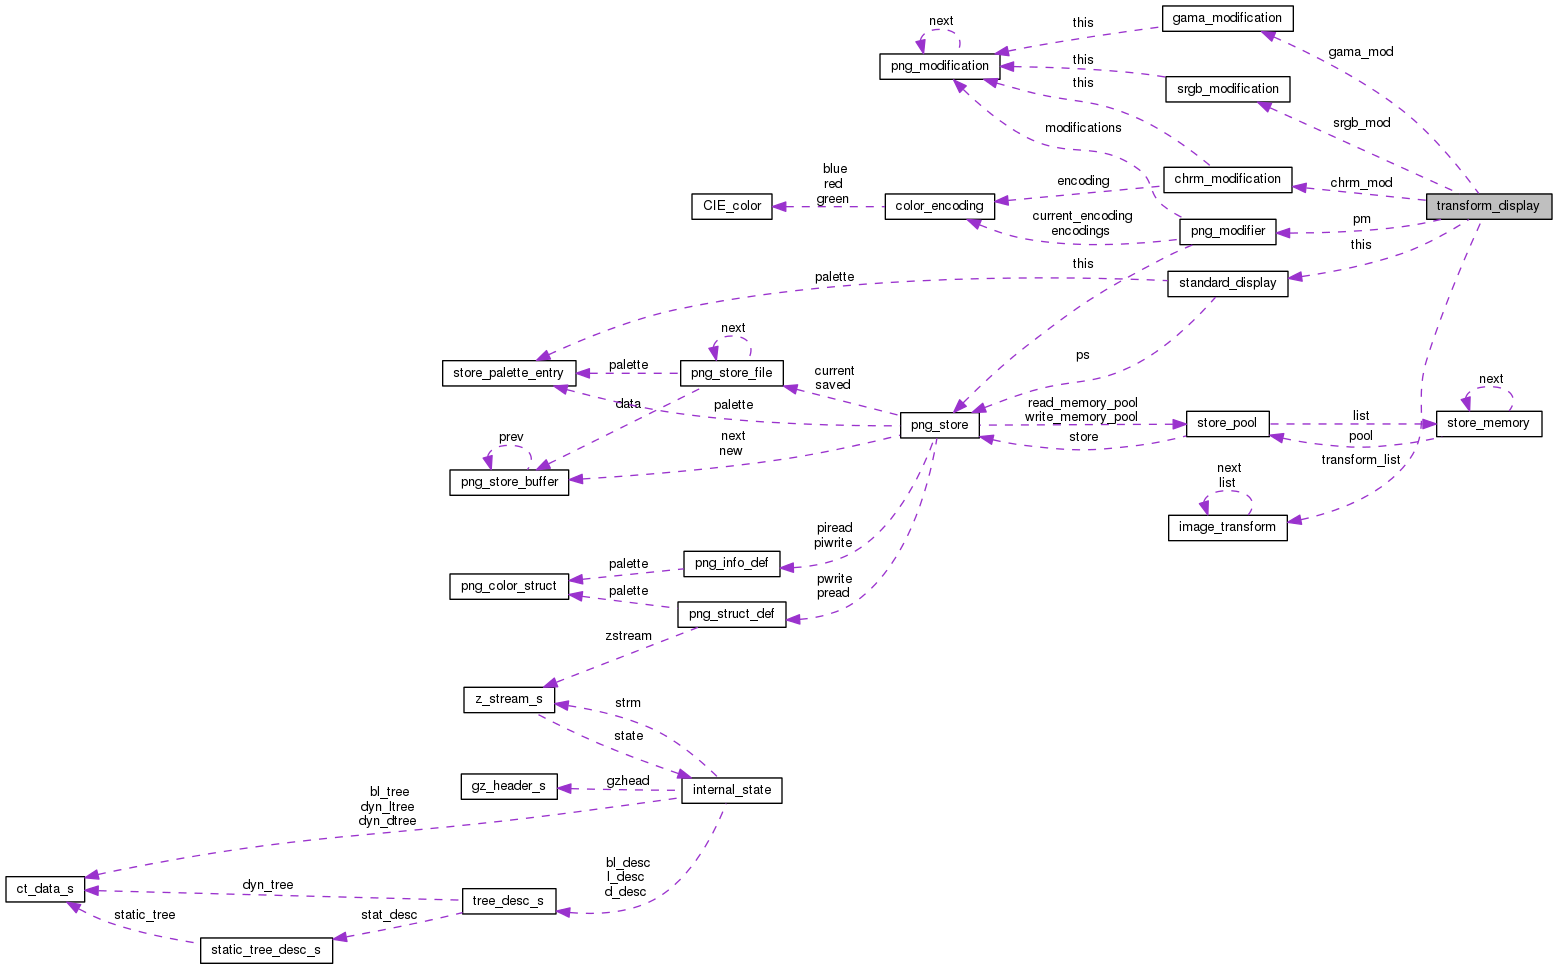 gama_modification
next
this
gama_mod
png_modification
this
this
srgb_modification
srgb_mod
modifications
blue
red
green
encoding
chrm_modification
chrm_mod
CIE_color
color_encoding
transform_display
current_encoding
encodings
png_modifier
pm
this
this
palette
standard_display
next
ps
store_palette_entry
palette
png_store_file
current
saved
next
data
palette
read_memory_pool
write_memory_pool
list
png_store
store_pool
store_memory
prev
next
new
store
pool
transform_list
png_store_buffer
next
list
image_transform
piread
piwrite
palette
png_info_def
png_color_struct
palette
pwrite
pread
png_struct_def
zstream
z_stream_s
strm
state
gz_header_s
gzhead
internal_state
bl_tree
dyn_ltree
dyn_dtree
bl_desc
l_desc
d_desc
ct_data_s
dyn_tree
tree_desc_s
static_tree
stat_desc
static_tree_desc_s